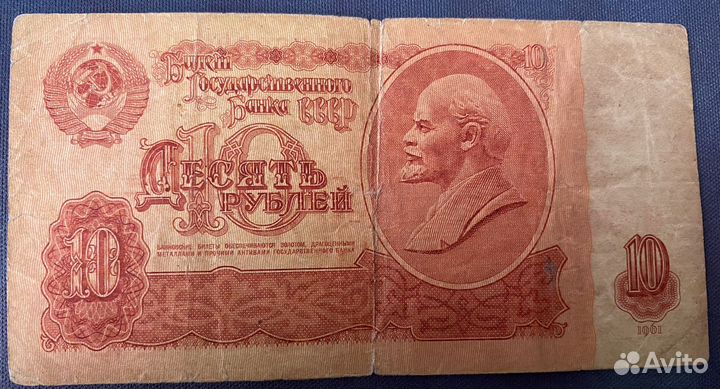 Билет
Государственного
Банка СССР
10
10
Десять
рублей
БАНКОВСКИЕ БИЛЕТЫ ОБЕСПЕЧИВАЮТСЯ ЗОЛОТОМ, ДРАГОЦЕННЫМИ
МЕТАЛЛАМИ И ПРОЧИМИ АКТИВАМИ ГОСУДАРСТВЕННОГО БАНКА
10
10
1961
Avito